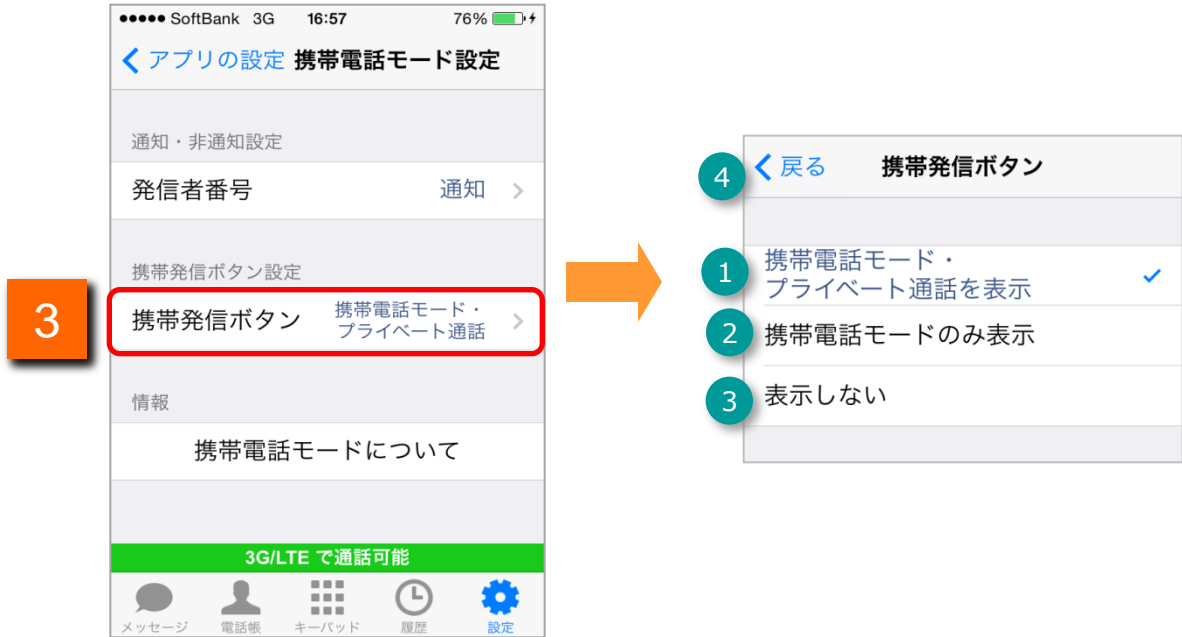 SoftBank 3G 16:57 76%
アプリの設定 携帯電話モード設定
通知・非通知設定
発信者番号 通知
携帯発信ボタン設定
3
携帯発信ボタン 携帯電話モード・
プライベート通話
情報
携帯電話モードについて
3G/LTE で通話可能
メッセージ 電話帳 キーパッド 履歴 設定
4 戻る 携帯発信ボタン
1 携帯電話モード・
プライベート通話を表示
2 携帯電話モードのみ表示
3 表示しない